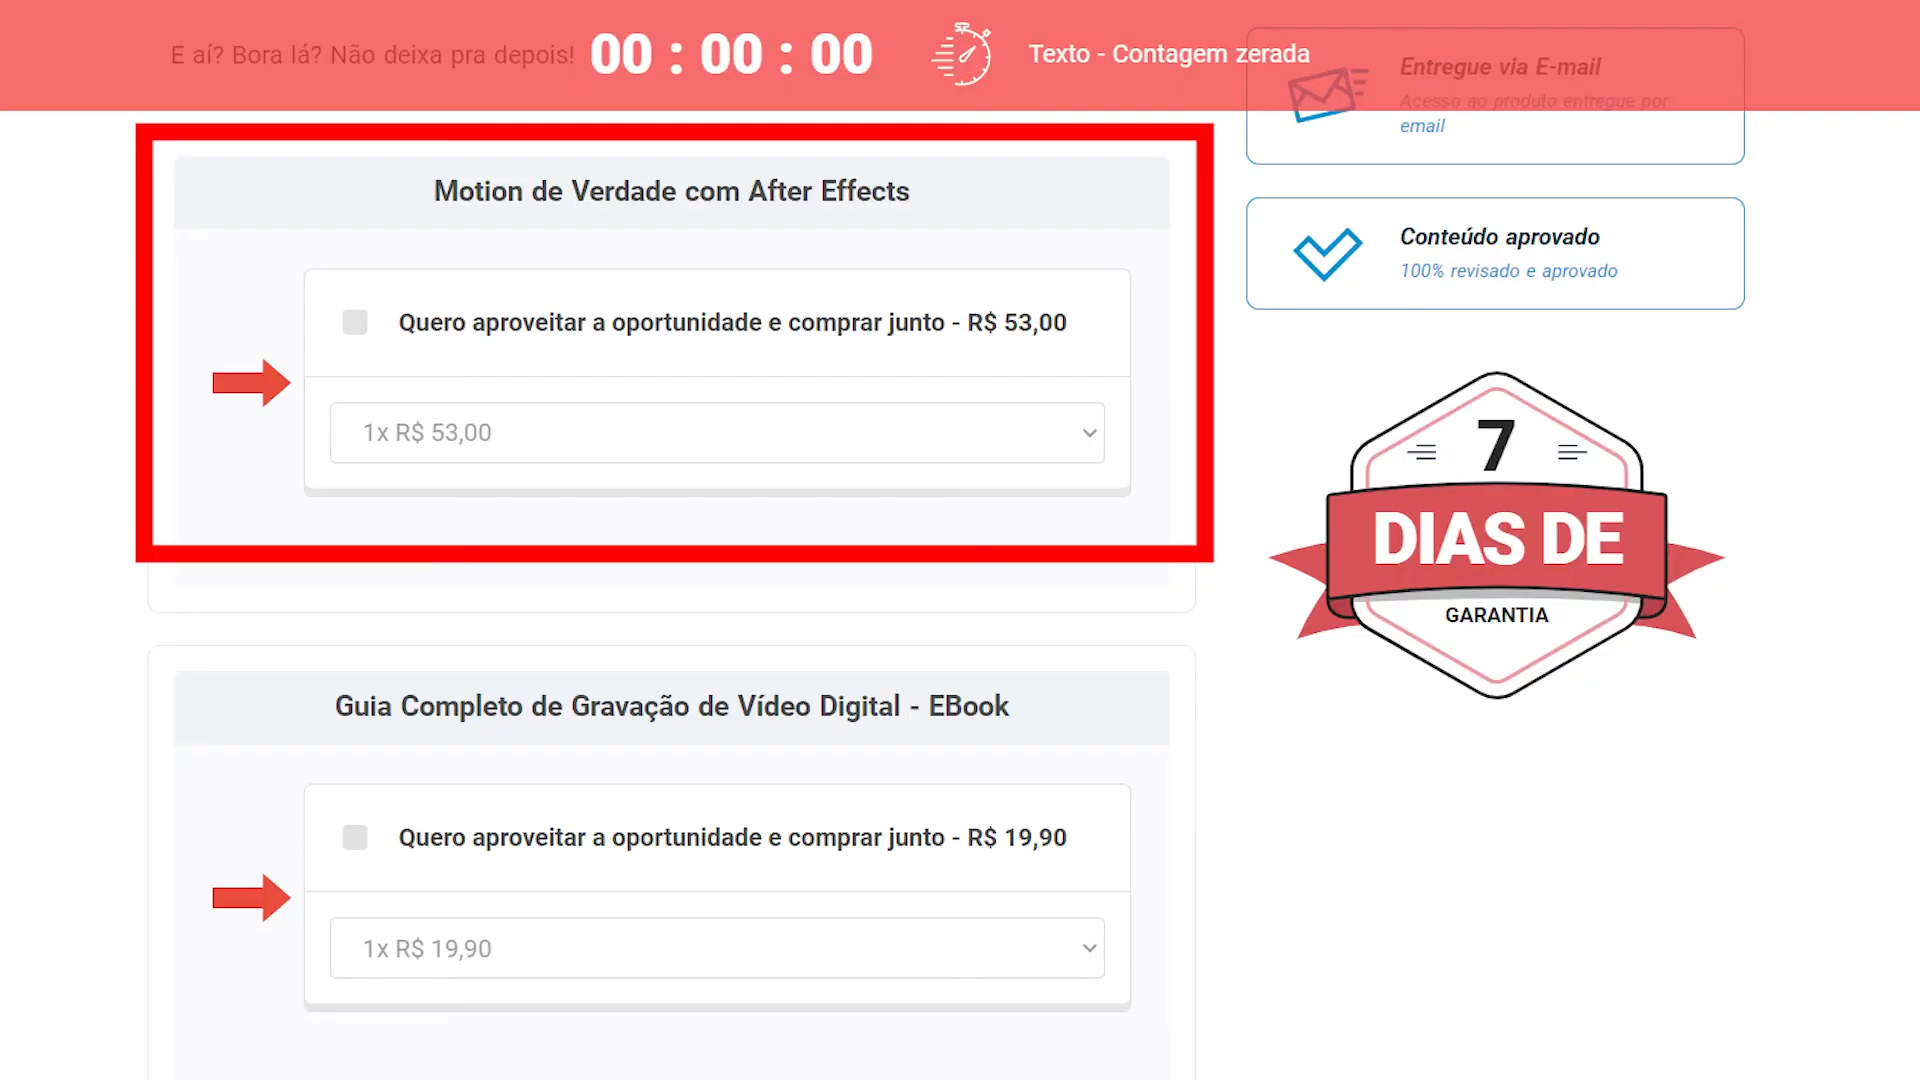 E aí? Bora lá? Não deixa pra depois!
00 : 00 : 00
Texto - Contagem zerada
Entregue via E-mail
Acesso ao produto entregue por
email
Motion de Verdade com After Effects
Quero aproveitar a oportunidade e comprar junto - R$ 53,00
1x R$ 53,00
Conteúdo aprovado
100% revisado e aprovado
7
DIAS DE
GARANTIA
Guia Completo de Gravação de Vídeo Digital - EBook
Quero aproveitar a oportunidade e comprar junto - R$ 19,90
1x R$ 19,90